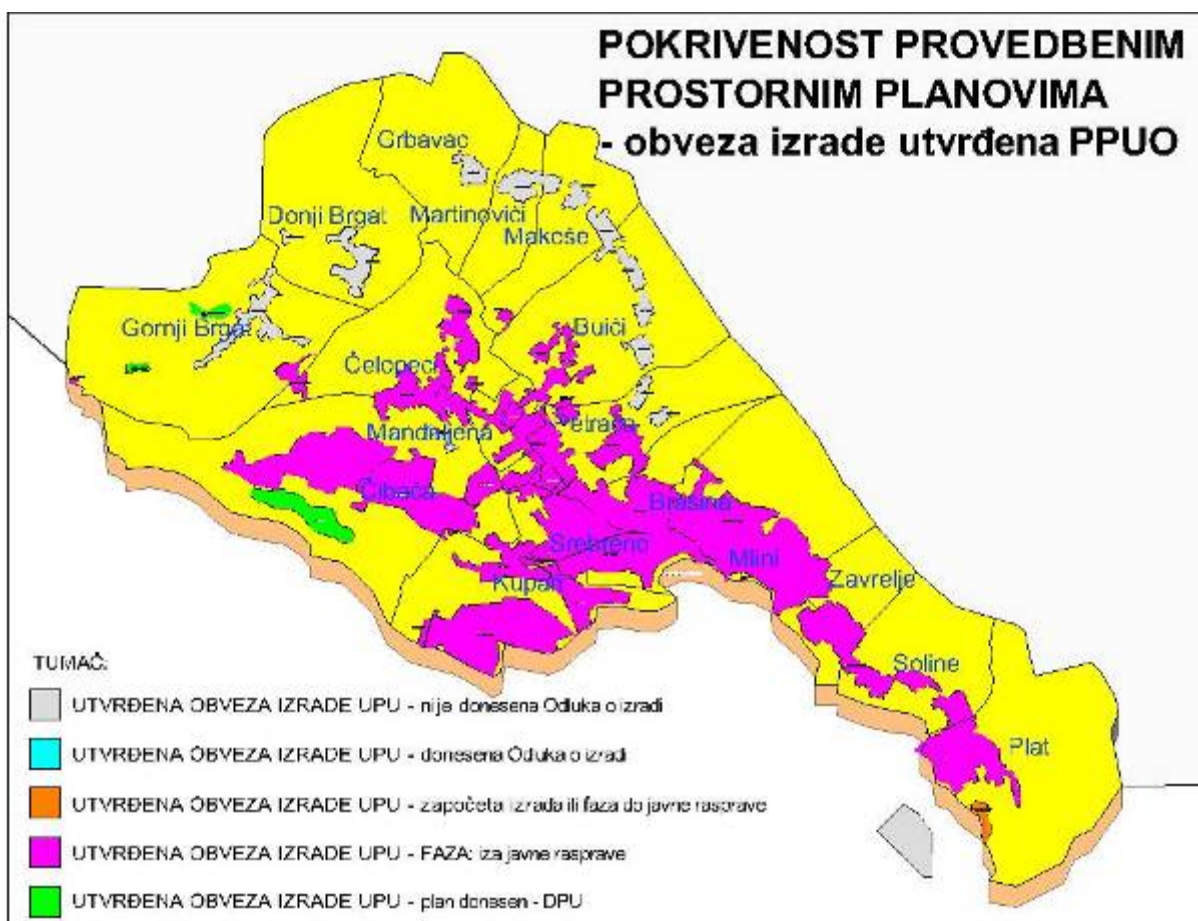 POKRIVENOST PROVEDBENIM
PROSTORNIM PLANOVIMA
- obveza izrade utvrđena PPUO
Grbavac
Donji Brgat
Martinovići
Makoše
Gornji Brgat
Buići
Čelopeci
Mandaljena
Petrača
Čibača
Brašina
Srebreno
Mlini
Kupari
Zavrelje
Soline
Plat
TUMAČ:
UTVRĐENA OBVEZA IZRADE UPU - nije donesena Odluka o izradi
UTVRĐENA OBVEZA IZRADE UPU - donesena Odluka o izradi
UTVRĐENA OBVEZA IZRADE UPU - započeta izrada ili faza do javne rasprave
UTVRĐENA OBVEZA IZRADE UPU - FAZA: iza javne rasprave
UTVRĐENA OBVEZA IZRADE UPU - plan donesen - DPU